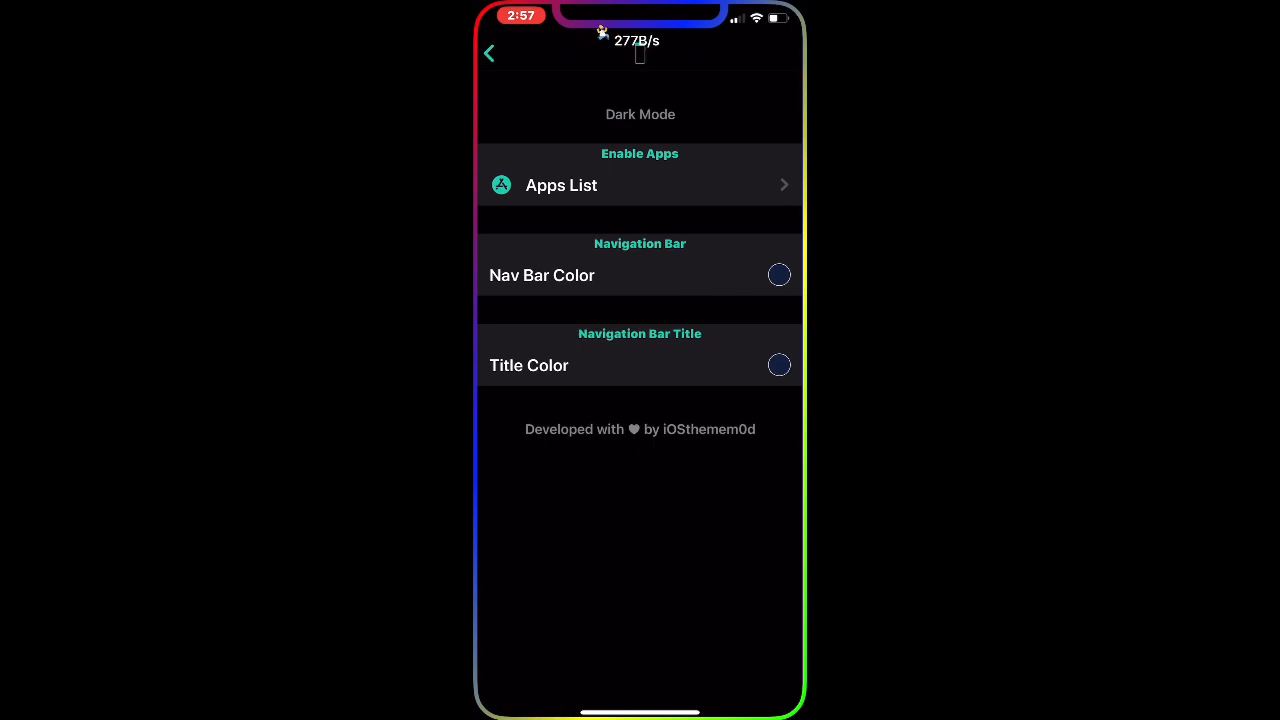 2:57
277B/s
Dark Mode
Enable Apps
Apps List
Navigation Bar
Nav Bar Color
Navigation Bar Title
Title Color
Developed with ♥ by iOSthemem0d